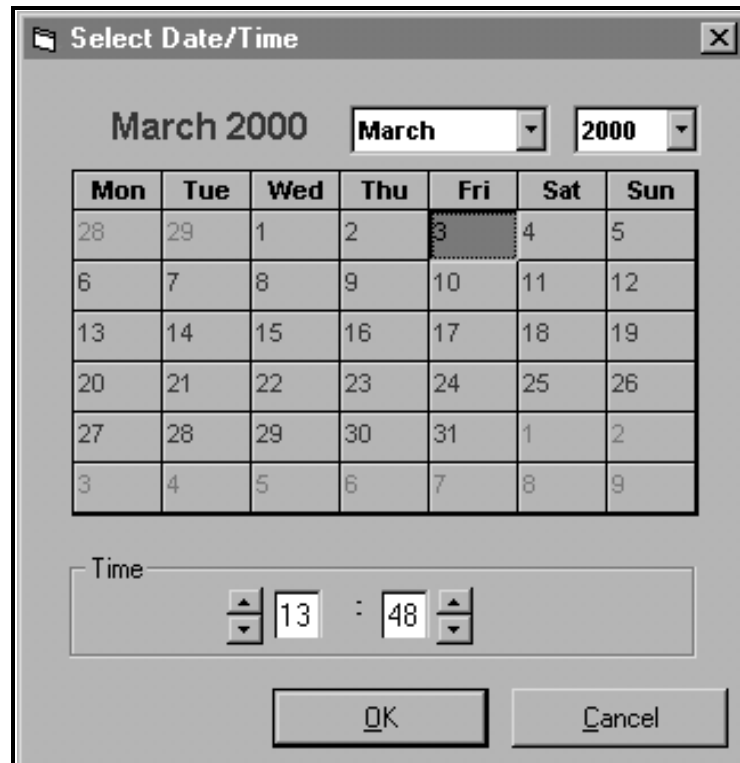 Select Date/Time
March 2000 March 2000
Mon Tue Wed Thu Fri Sat Sun
28 29 1 2 3 4 5
6 7 8 9 10 11 12
13 14 15 16 17 18 19
20 21 22 23 24 25 26
27 28 29 30 31 1 2
3 4 5 6 7 8 9
Time
13 : 48
OK Cancel